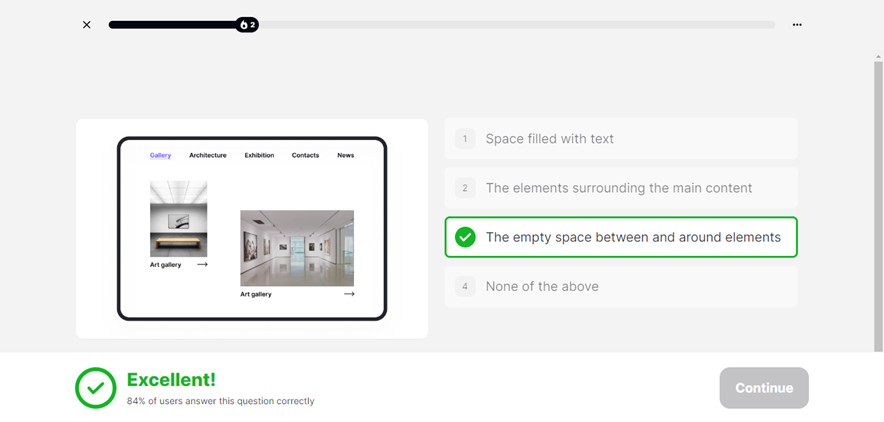 2
Gallery Architecture Exhibition Contacts News
Art gallery
Art gallery
1 Space filled with text
2 The elements surrounding the main content
The empty space between and around elements
4 None of the above
Excellent!
84% of users answer this question correctly
Continue